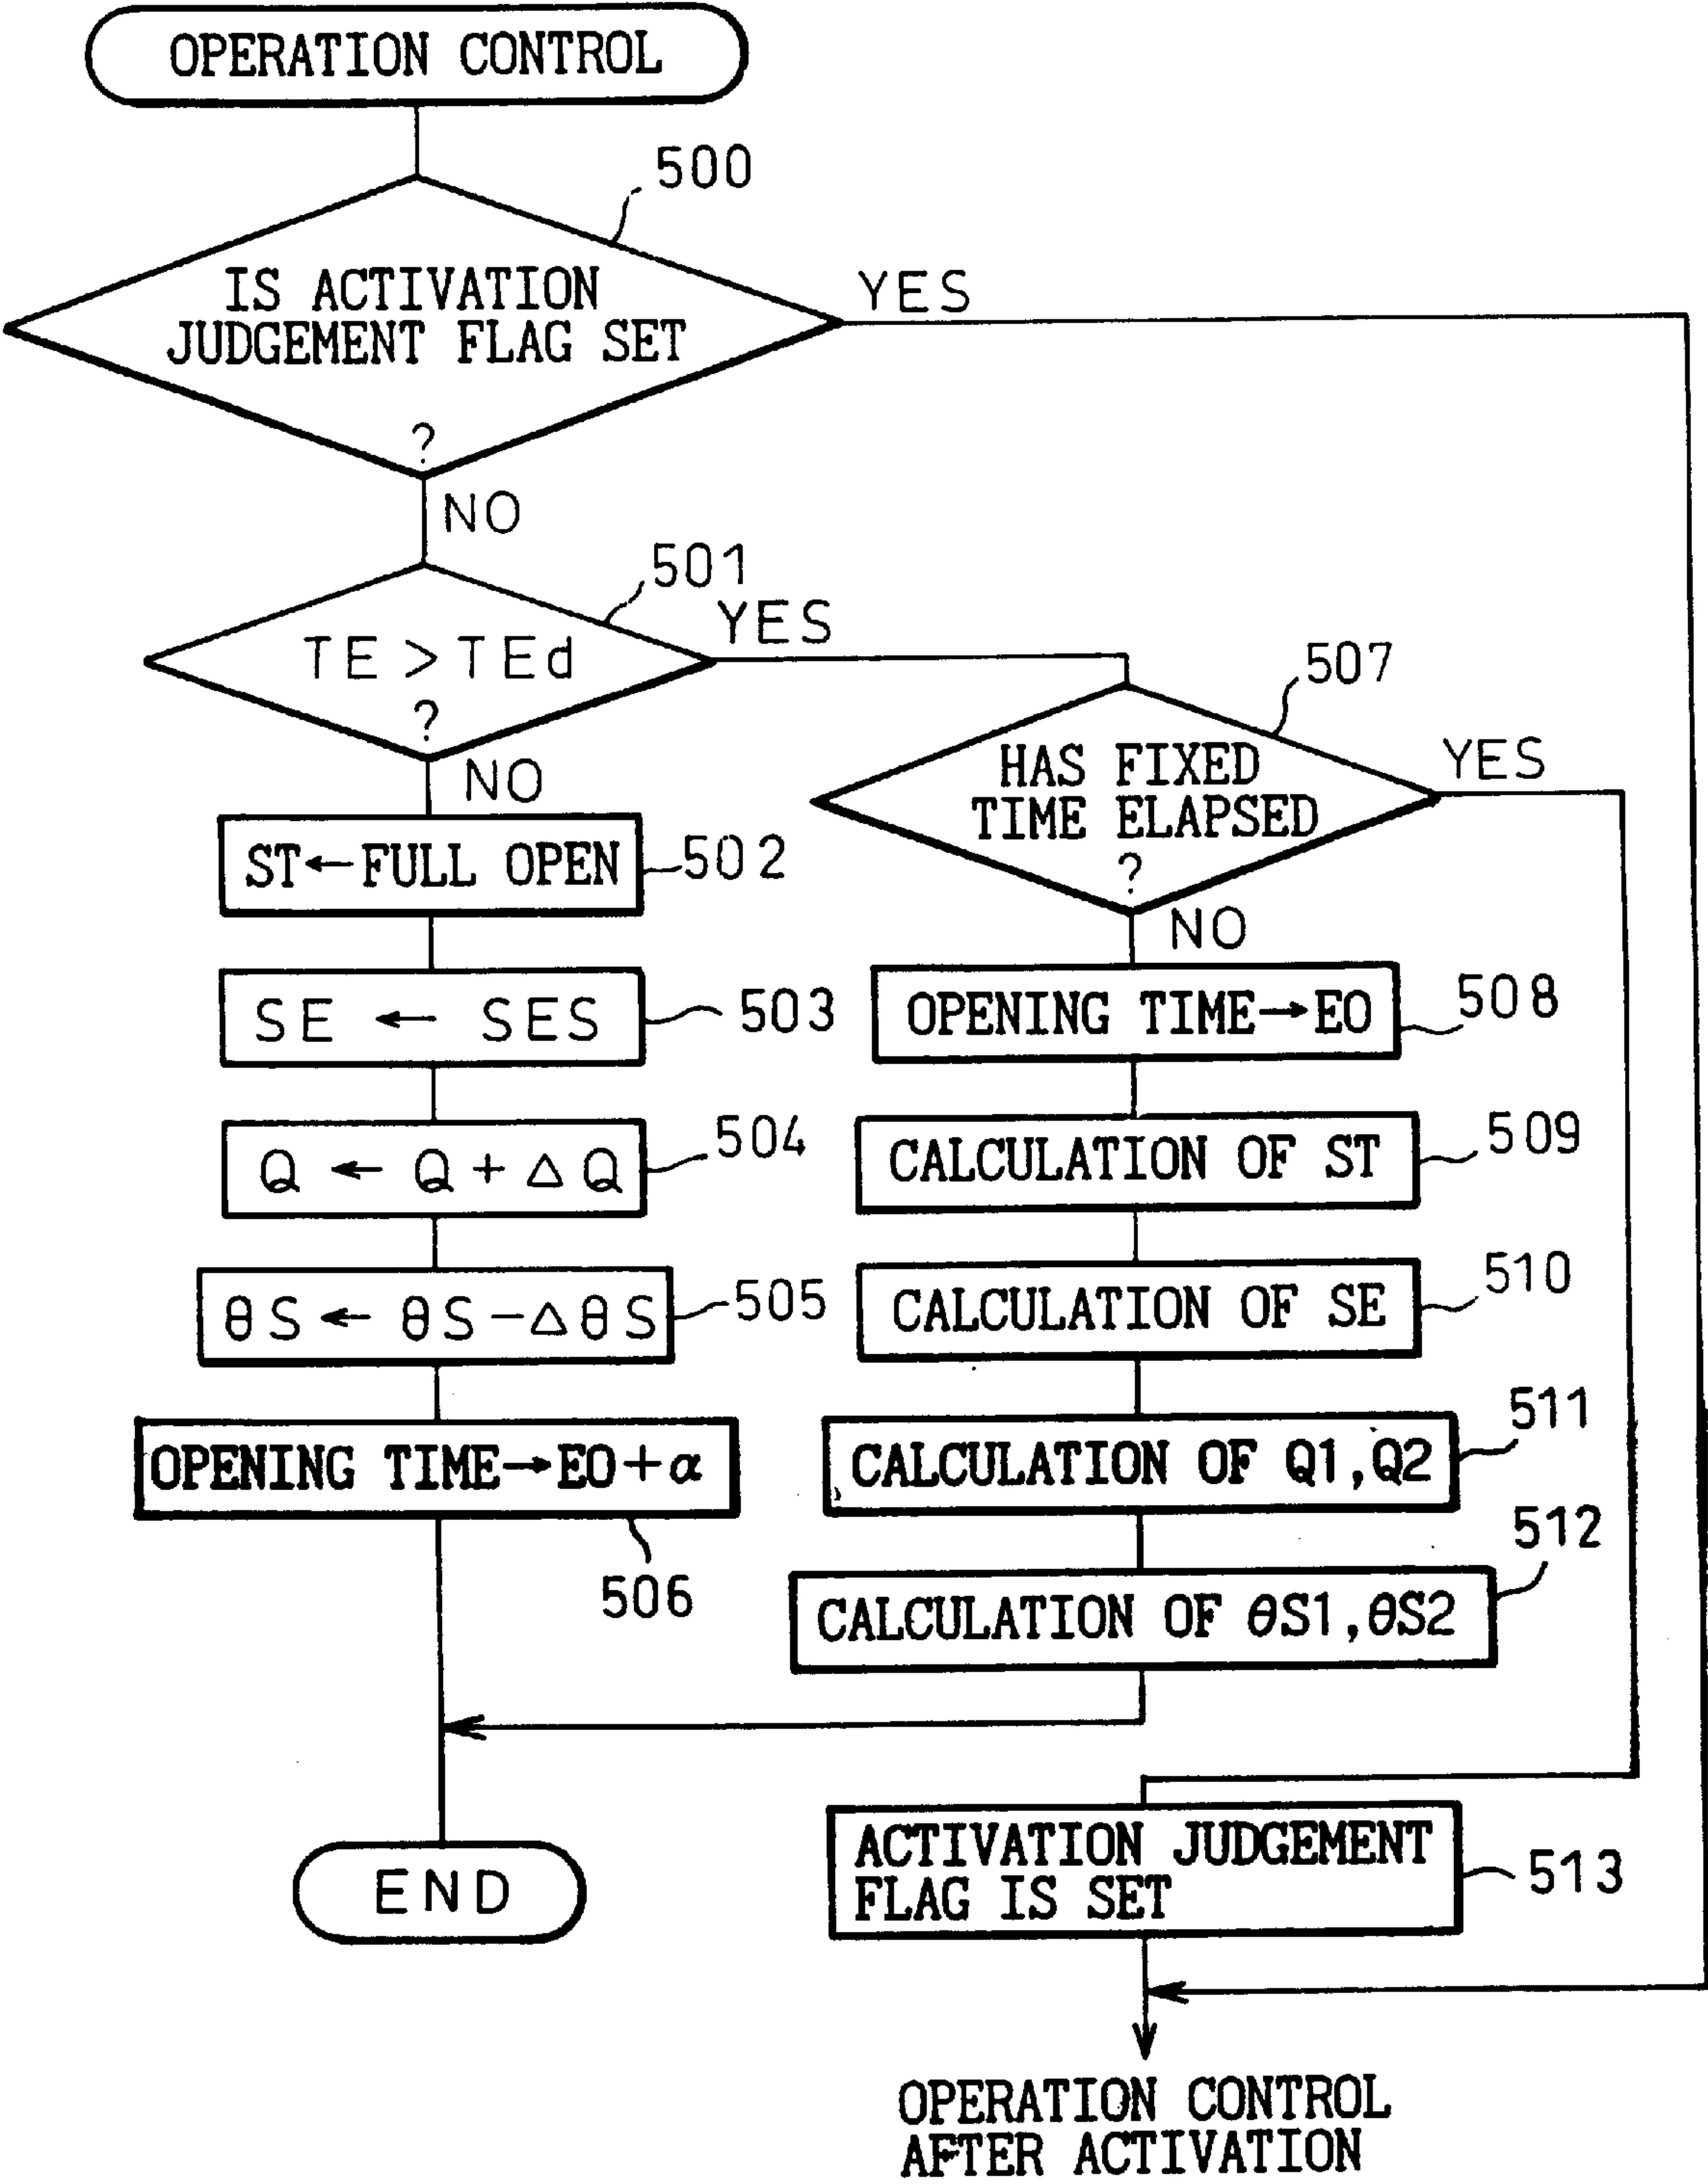 OPERATION CONTROL
500
IS ACTIVATION
JUDGEMENT FLAG SET
?
YES
NO
501
TE > TEd
?
YES
NO
ST←FULL OPEN
502
SE ← SES
503
Q ← Q + △Q
504
θS ← θS−△θS
505
OPENING TIME→EO+α
506
507
HAS FIXED
TIME ELAPSED
?
YES
NO
OPENING TIME→EO
508
CALCULATION OF ST
509
CALCULATION OF SE
510
CALCULATION OF Q1,Q2
511
CALCULATION OF θS1,θS2
512
END
ACTIVATION JUDGEMENT
FLAG IS SET
513
OPERATION CONTROL
AFTER ACTIVATION